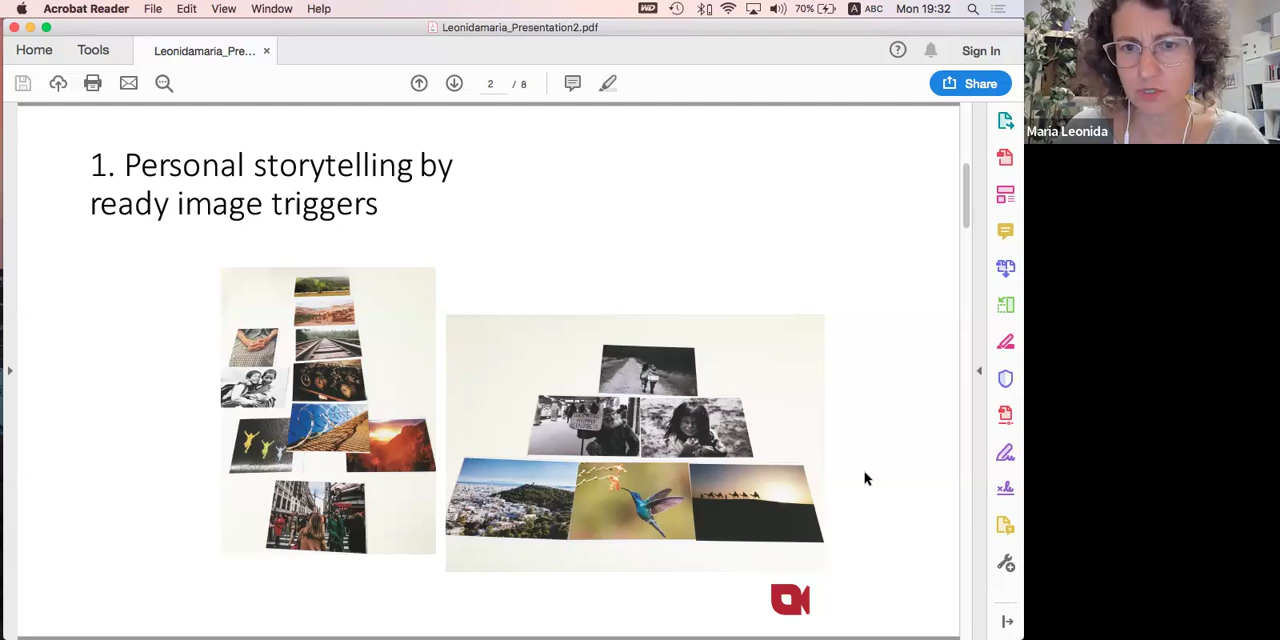 Acrobat Reader File Edit View Window Help 70% A ABC Mon 19:32
Leonidamaria_Presentation2.pdf
Home Tools Leonidamaria_Pre... × Sign In
2 / 8 Share
Maria Leonida
1. Personal storytelling by
ready image triggers